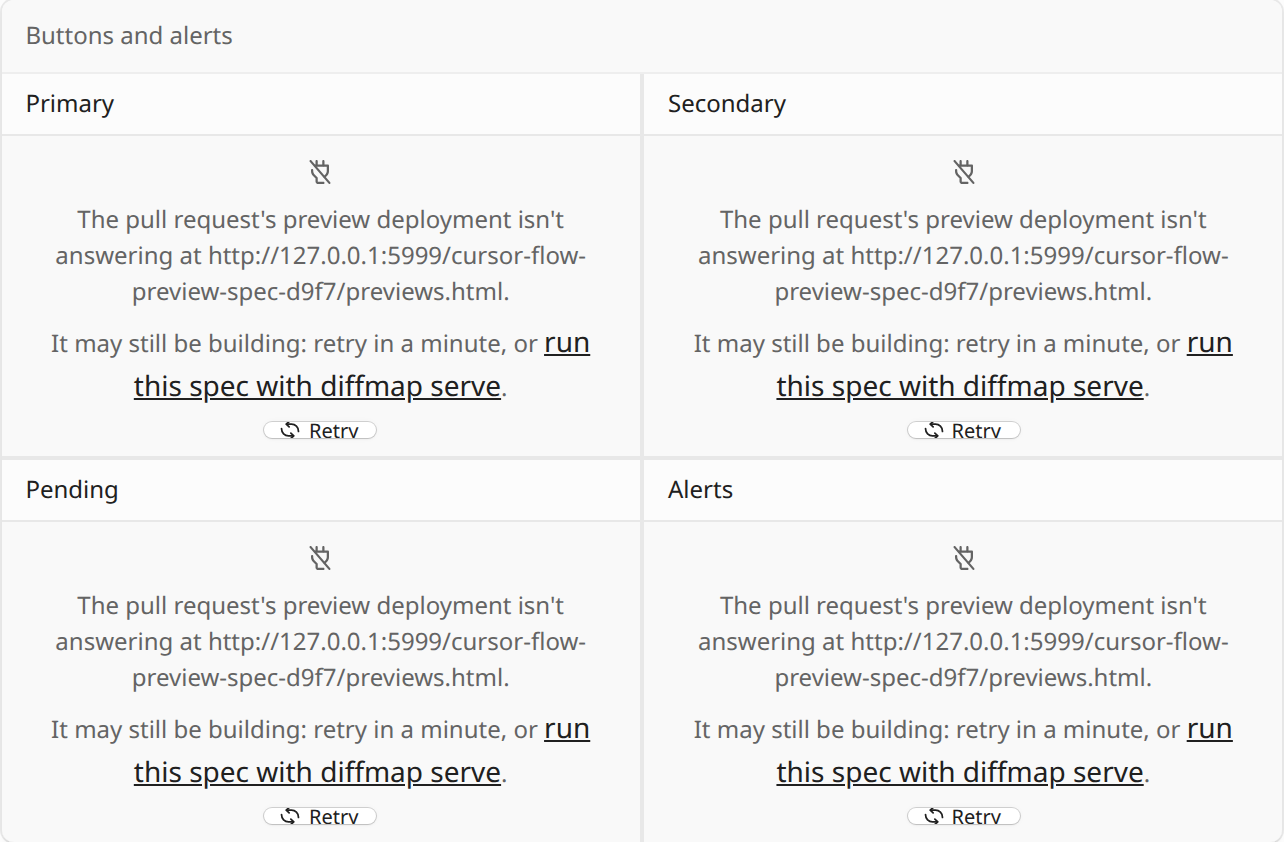 Buttons and alerts
Primary
Secondary
The pull request's preview deployment isn't
answering at http://127.0.0.1:5999/cursor-flow-
preview-spec-d9f7/previews.html.
It may still be building: retry in a minute, or run
this spec with diffmap serve.
Retry
The pull request's preview deployment isn't
answering at http://127.0.0.1:5999/cursor-flow-
preview-spec-d9f7/previews.html.
It may still be building: retry in a minute, or run
this spec with diffmap serve.
Retry
Pending
Alerts
The pull request's preview deployment isn't
answering at http://127.0.0.1:5999/cursor-flow-
preview-spec-d9f7/previews.html.
It may still be building: retry in a minute, or run
this spec with diffmap serve.
Retry
The pull request's preview deployment isn't
answering at http://127.0.0.1:5999/cursor-flow-
preview-spec-d9f7/previews.html.
It may still be building: retry in a minute, or run
this spec with diffmap serve.
Retry